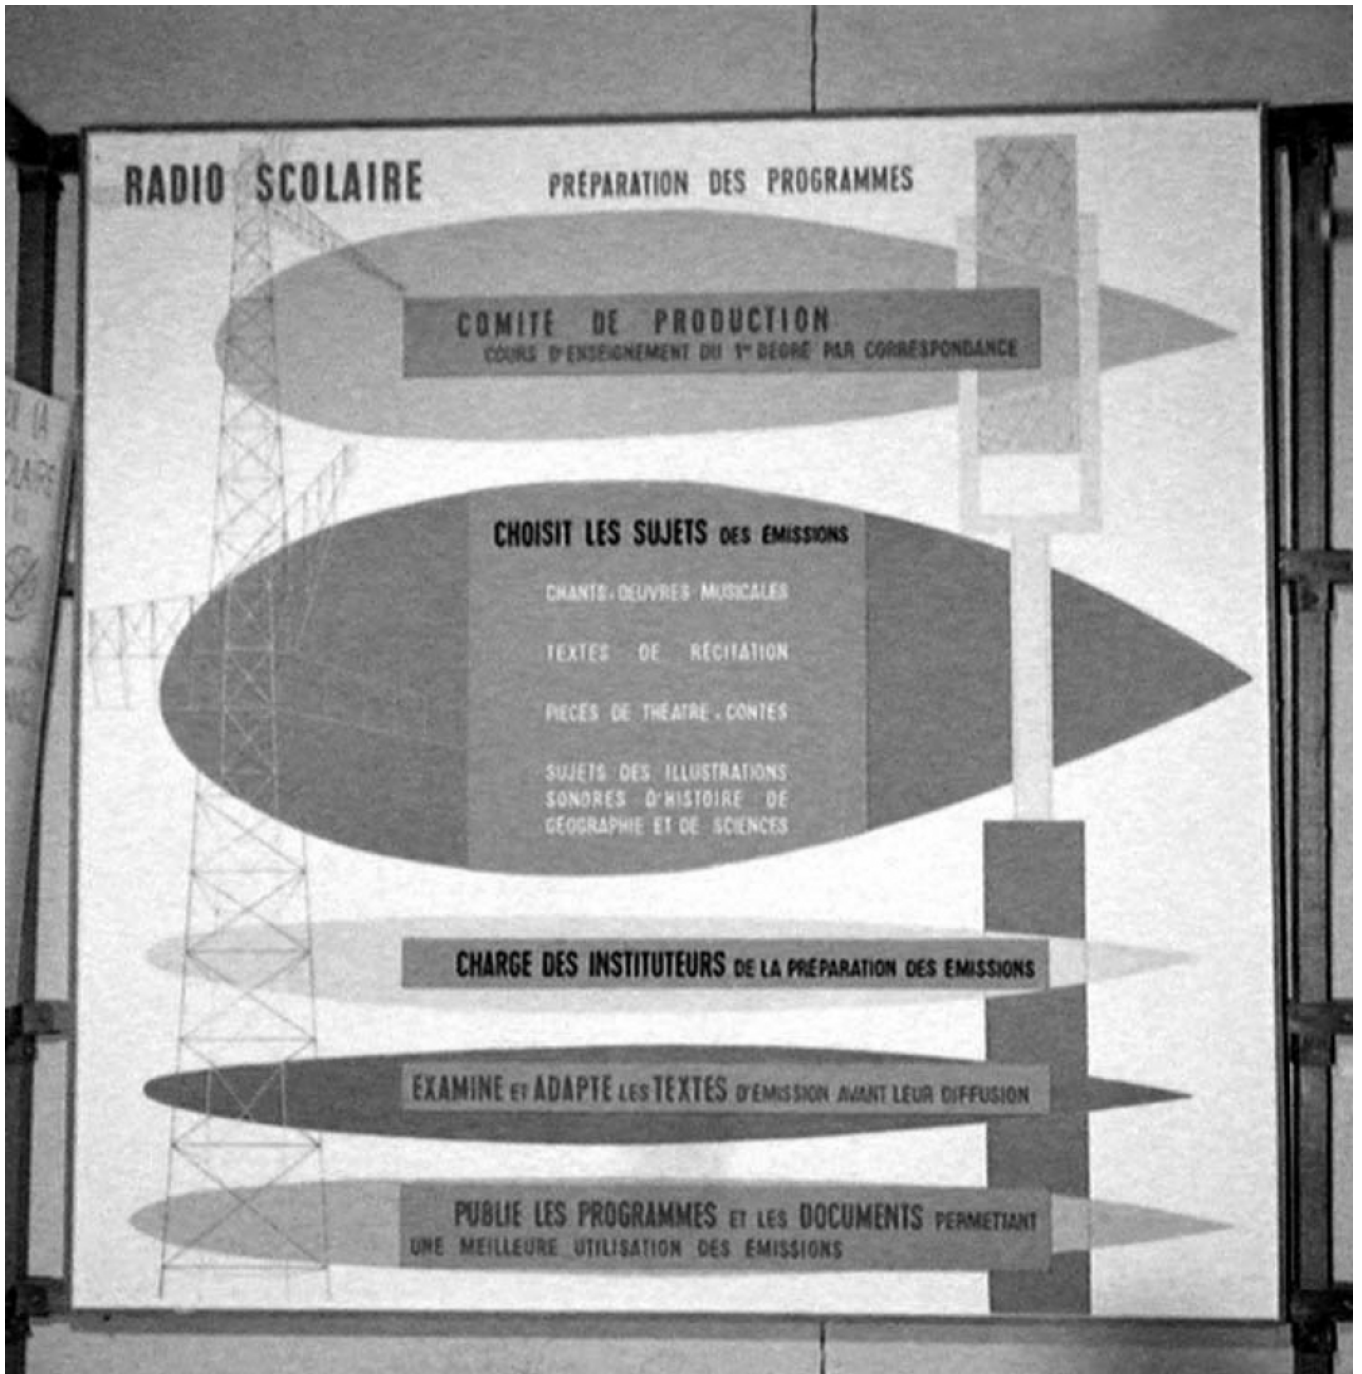 RADIO SCOLAIRE
PRÉPARATION DES PROGRAMMES
COMITÉ DE PRODUCTION
COURS D'ENSEIGNEMENT DU 1er DEGRÉ PAR CORRESPONDANCE
CHOISIT LES SUJETS DES ÉMISSIONS
CHANTS. OEUVRES MUSICALES
TEXTES DE RÉCITATION
PIÈCES DE THÉATRE. CONTES
SUJETS DES ILLUSTRATIONS
SONORES D'HISTOIRE DE
GÉOGRAPHIE ET DE SCIENCES
CHARGE DES INSTITUTEURS DE LA PRÉPARATION DES ÉMISSIONS
EXAMINE ET ADAPTE LES TEXTES D'ÉMISSION AVANT LEUR DIFFUSION
PUBLIE LES PROGRAMMES ET LES DOCUMENTS PERMETTANT
UNE MEILLEURE UTILISATION DES ÉMISSIONS
LA